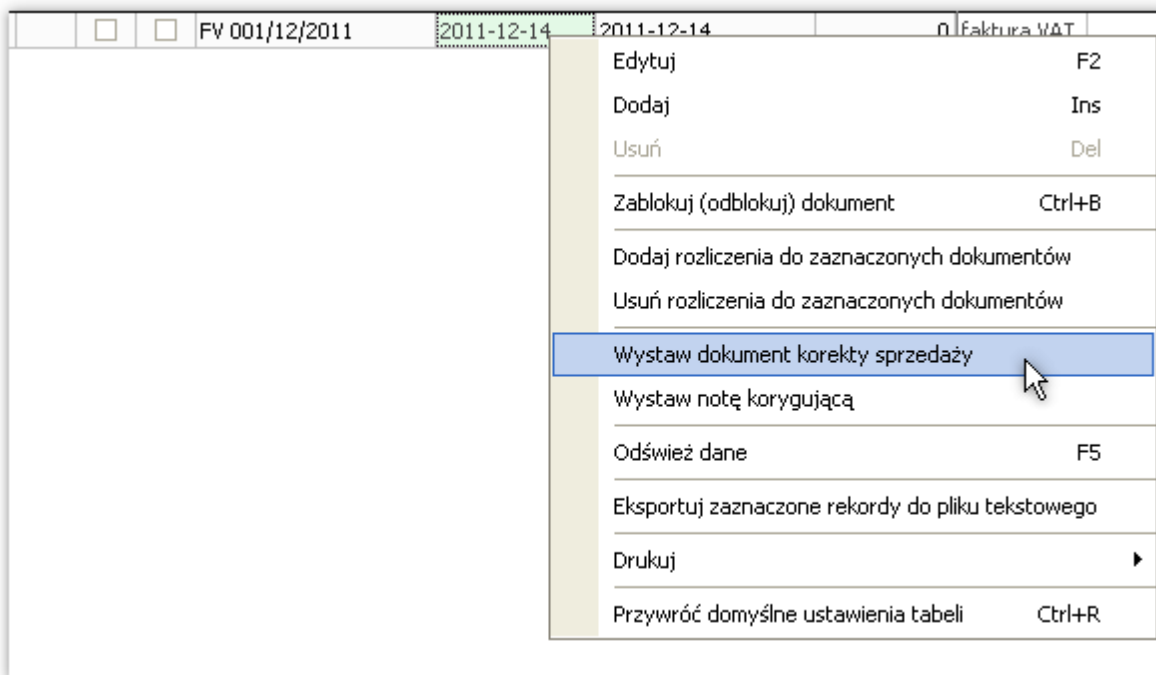 FV 001/12/2011 2011-12-14 2011-12-14 0 faktura VAT
Edytuj F2
Dodaj Ins
Usuń Del
Zablokuj (odblokuj) dokument Ctrl+B
Dodaj rozliczenia do zaznaczonych dokumentów
Usuń rozliczenia do zaznaczonych dokumentów
Wystaw dokument korekty sprzedaży
Wystaw notę korygującą
Odśwież dane F5
Eksportuj zaznaczone rekordy do pliku tekstowego
Drukuj
Przywróć domyślne ustawienia tabeli Ctrl+R